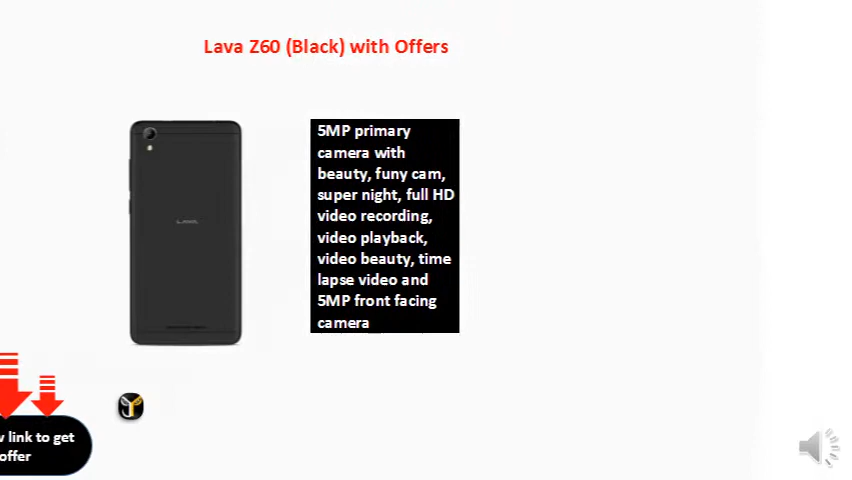 Lava Z60 (Black) with Offers
5MP primary
camera with
beauty, funy cam,
super night, full HD
video recording,
video playback,
video beauty, time
lapse video and
5MP front facing
camera
LAVA
link to get
offer